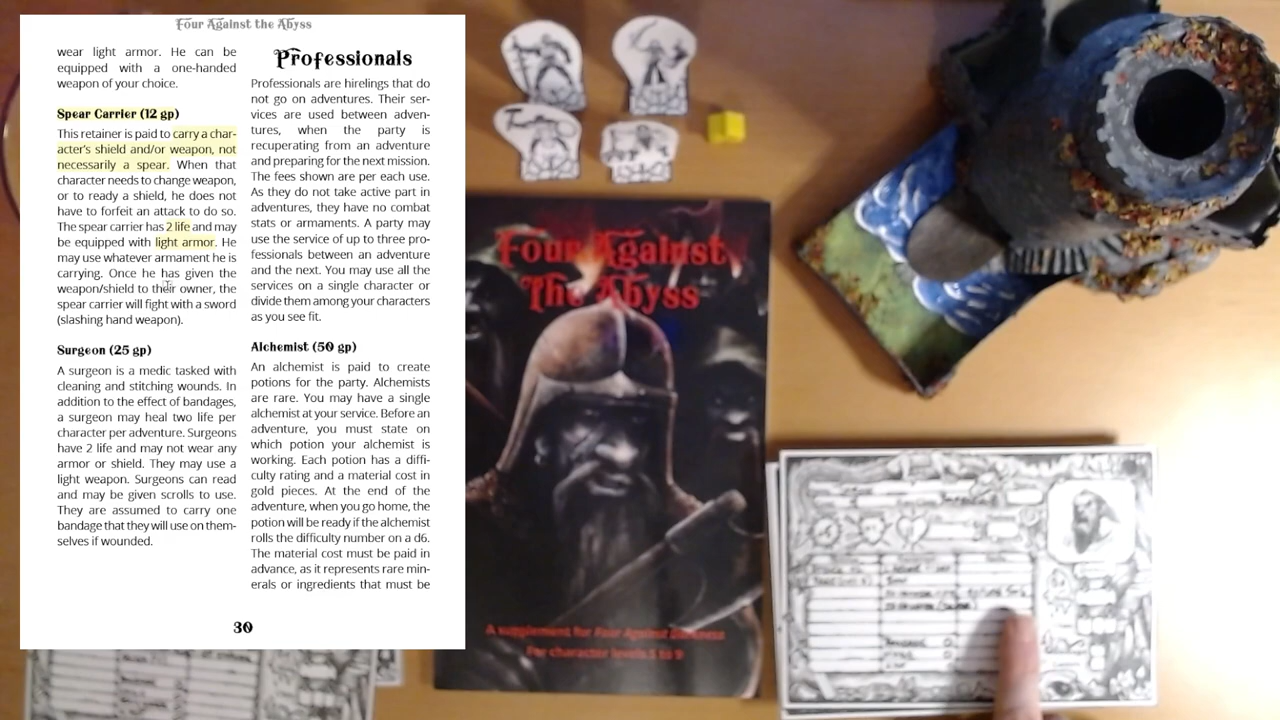 Four Against the Abyss
wear light armor. He can be
equipped with a one-handed
weapon of your choice.
Spear Carrier (12 gp)
This retainer is paid to carry a char-
acter's shield and/or weapon, not
necessarily a spear. When that
character needs to change weapon,
or to ready a shield, he does not
have to forfeit an attack to do so.
The spear carrier has 2 life and may
be equipped with light armor. He
may use whatever armament he is
carrying. Once he has given the
weapon/shield to their owner, the
spear carrier will fight with a sword
(slashing hand weapon).
Surgeon (25 gp)
A surgeon is a medic tasked with
cleaning and stitching wounds. In
addition to the effect of bandages,
a surgeon may heal two life per
character per adventure. Surgeons
have 2 life and may not wear any
armor or shield. They may use a
light weapon. Surgeons can read
and may be given scrolls to use.
They are assumed to carry one
bandage that they will use on them-
selves if wounded.
Professionals
Professionals are hirelings that do
not go on adventures. Their ser-
vices are used between adven-
tures, when the party is
recuperating from an adventure
and preparing for the next mission.
The fees shown are per each use.
As they do not take active part in
adventures, they have no combat
stats or armaments. A party may
use the service of up to three pro-
fessionals between an adventure
and the next. You may use all the
services on a single character or
divide them among your characters
as you see fit.
Alchemist (50 gp)
An alchemist is paid to create
potions for the party. Alchemists
are rare. You may have a single
alchemist at your service. Before an
adventure, you must state on
which potion your alchemist is
working. Each potion has a diffi-
culty rating and a material cost in
gold pieces. At the end of the
adventure, when you go home, the
potion will be ready if the alchemist
rolls the difficulty number on a d6.
The material cost must be paid in
advance, as it represents rare min-
erals or ingredients that must be
30
Four Against
The Abyss
A supplement for Four Against Darkness
For character levels 5 to 9